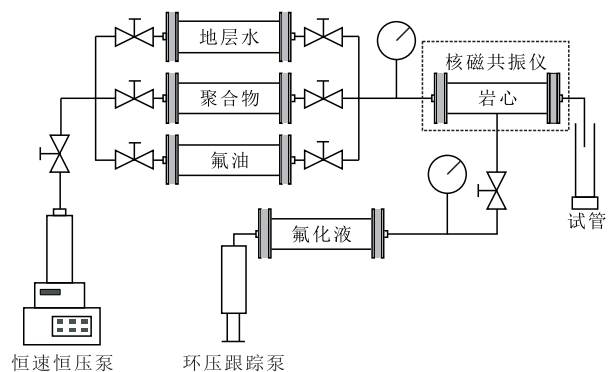 地层水
核磁共振仪
聚合物
岩心
氟油
试管
氟化液
恒速恒压泵
环压跟踪泵